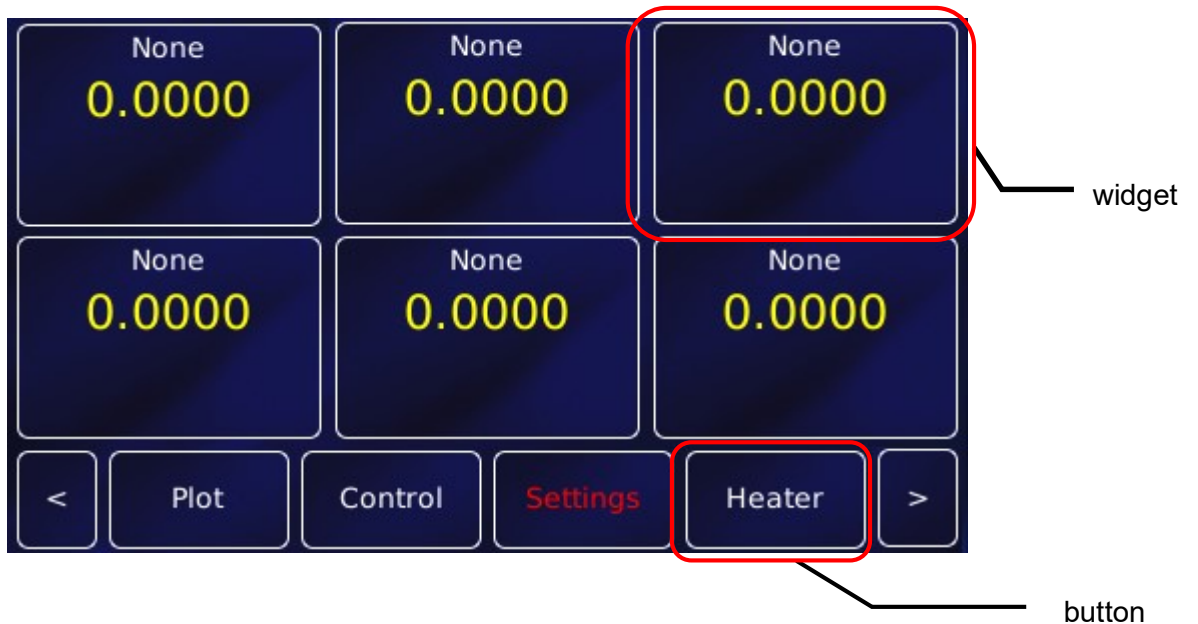 None None None
0.0000 0.0000 0.0000
widget
None None None
0.0000 0.0000 0.0000
< Plot Control Settings Heater >
button